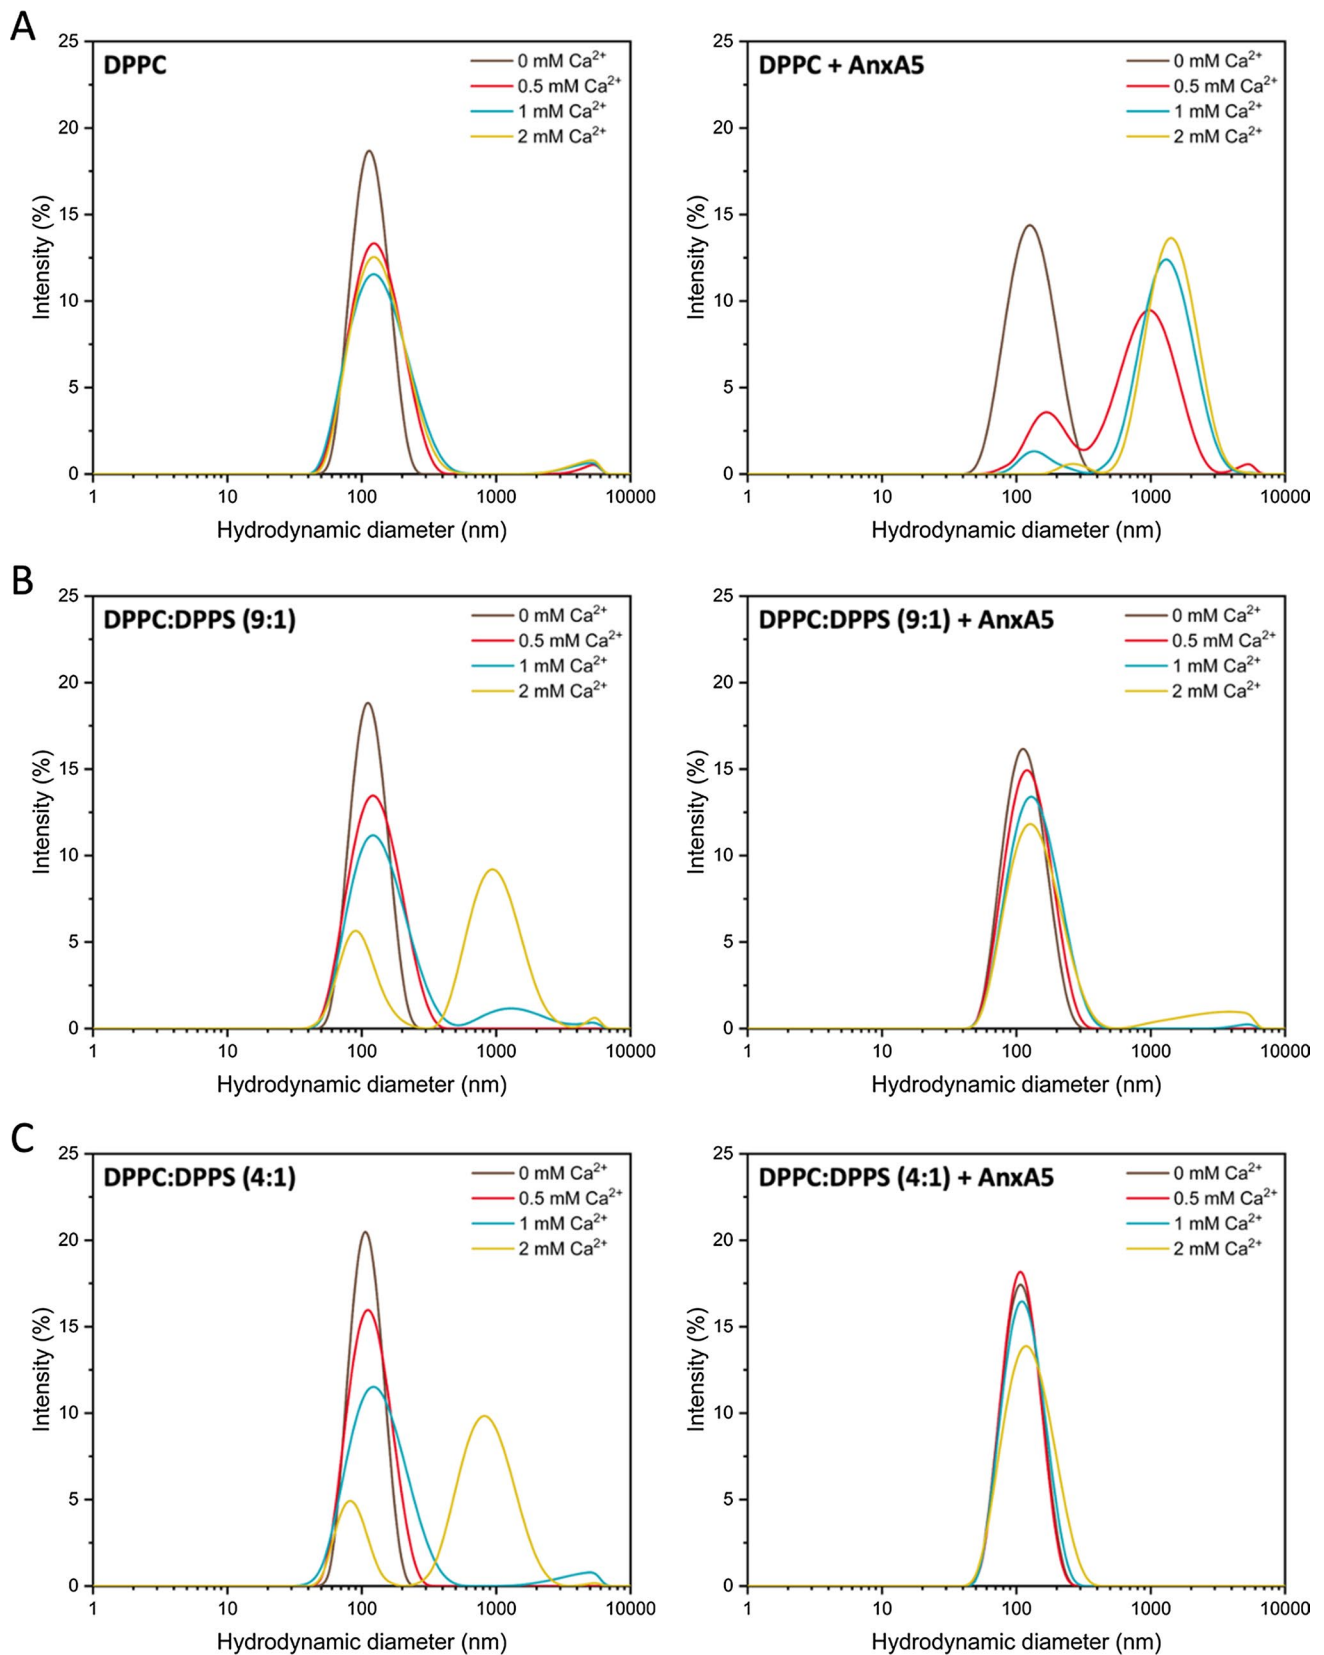 A
DPPC
0 mM Ca²⁺
0.5 mM Ca²⁺
1 mM Ca²⁺
2 mM Ca²⁺
25
20
15
10
5
0
Intensity (%)
1 10 100 1000 10000
Hydrodynamic diameter (nm)
DPPC + AnxA5
0 mM Ca²⁺
0.5 mM Ca²⁺
1 mM Ca²⁺
2 mM Ca²⁺
25
20
15
10
5
0
Intensity (%)
1 10 100 1000 10000
Hydrodynamic diameter (nm)
B
DPPC:DPPS (9:1)
0 mM Ca²⁺
0.5 mM Ca²⁺
1 mM Ca²⁺
2 mM Ca²⁺
25
20
15
10
5
0
Intensity (%)
1 10 100 1000 10000
Hydrodynamic diameter (nm)
DPPC:DPPS (9:1) + AnxA5
0 mM Ca²⁺
0.5 mM Ca²⁺
1 mM Ca²⁺
2 mM Ca²⁺
25
20
15
10
5
0
Intensity (%)
1 10 100 1000 10000
Hydrodynamic diameter (nm)
C
DPPC:DPPS (4:1)
0 mM Ca²⁺
0.5 mM Ca²⁺
1 mM Ca²⁺
2 mM Ca²⁺
25
20
15
10
5
0
Intensity (%)
1 10 100 1000 10000
Hydrodynamic diameter (nm)
DPPC:DPPS (4:1) + AnxA5
0 mM Ca²⁺
0.5 mM Ca²⁺
1 mM Ca²⁺
2 mM Ca²⁺
25
20
15
10
5
0
Intensity (%)
1 10 100 1000 10000
Hydrodynamic diameter (nm)